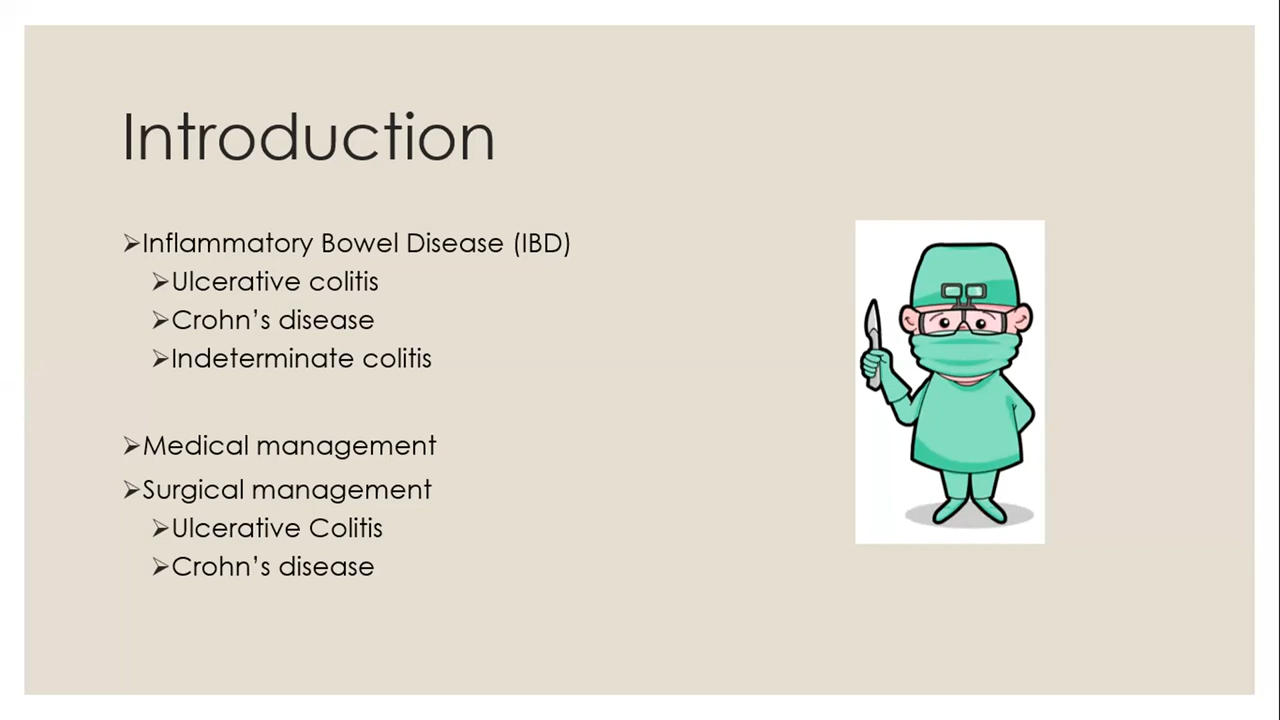 Introduction
➢Inflammatory Bowel Disease (IBD)
➢Ulcerative colitis
➢Crohn’s disease
➢Indeterminate colitis
➢Medical management
➢Surgical management
➢Ulcerative Colitis
➢Crohn’s disease